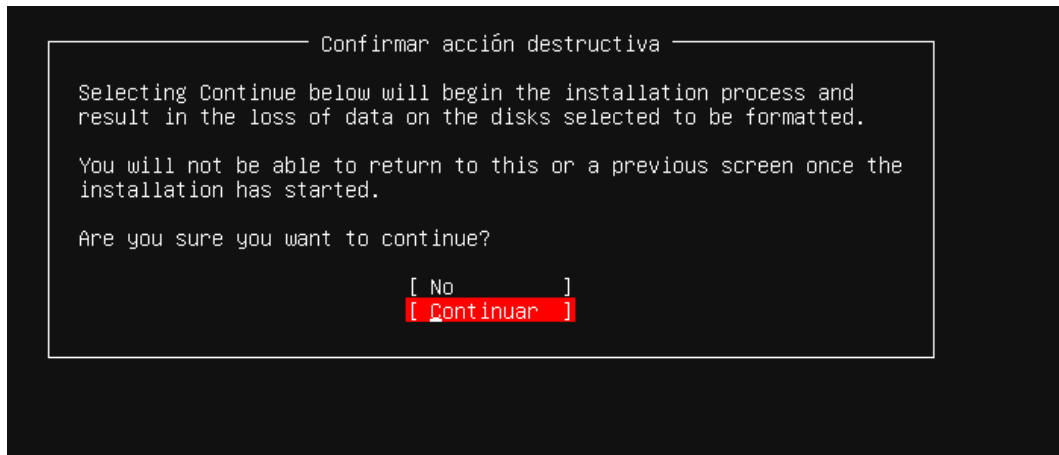 Confirmar acción destructiva
Selecting Continue below will begin the installation process and
result in the loss of data on the disks selected to be formatted.
You will not be able to return to this or a previous screen once the
installation has started.
Are you sure you want to continue?
[ No ]
[ Continuar ]